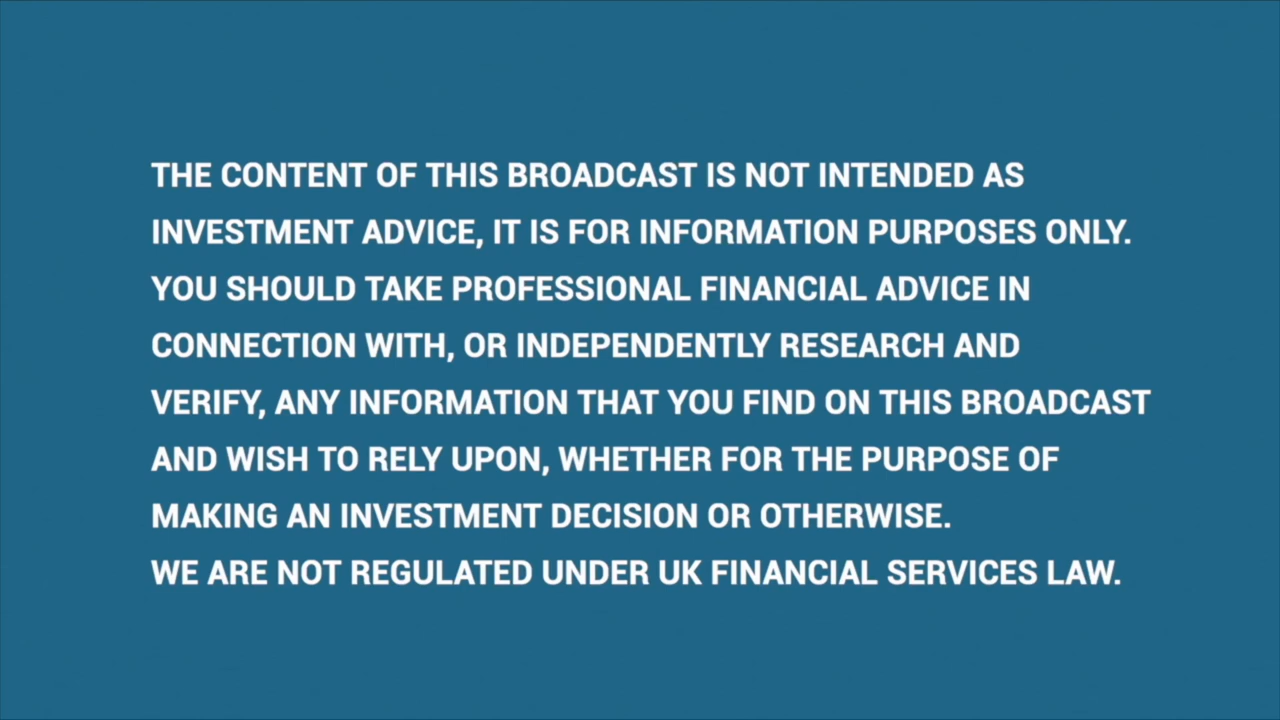 THE CONTENT OF THIS BROADCAST IS NOT INTENDED AS
INVESTMENT ADVICE, IT IS FOR INFORMATION PURPOSES ONLY.
YOU SHOULD TAKE PROFESSIONAL FINANCIAL ADVICE IN
CONNECTION WITH, OR INDEPENDENTLY RESEARCH AND
VERIFY, ANY INFORMATION THAT YOU FIND ON THIS BROADCAST
AND WISH TO RELY UPON, WHETHER FOR THE PURPOSE OF
MAKING AN INVESTMENT DECISION OR OTHERWISE.
WE ARE NOT REGULATED UNDER UK FINANCIAL SERVICES LAW.